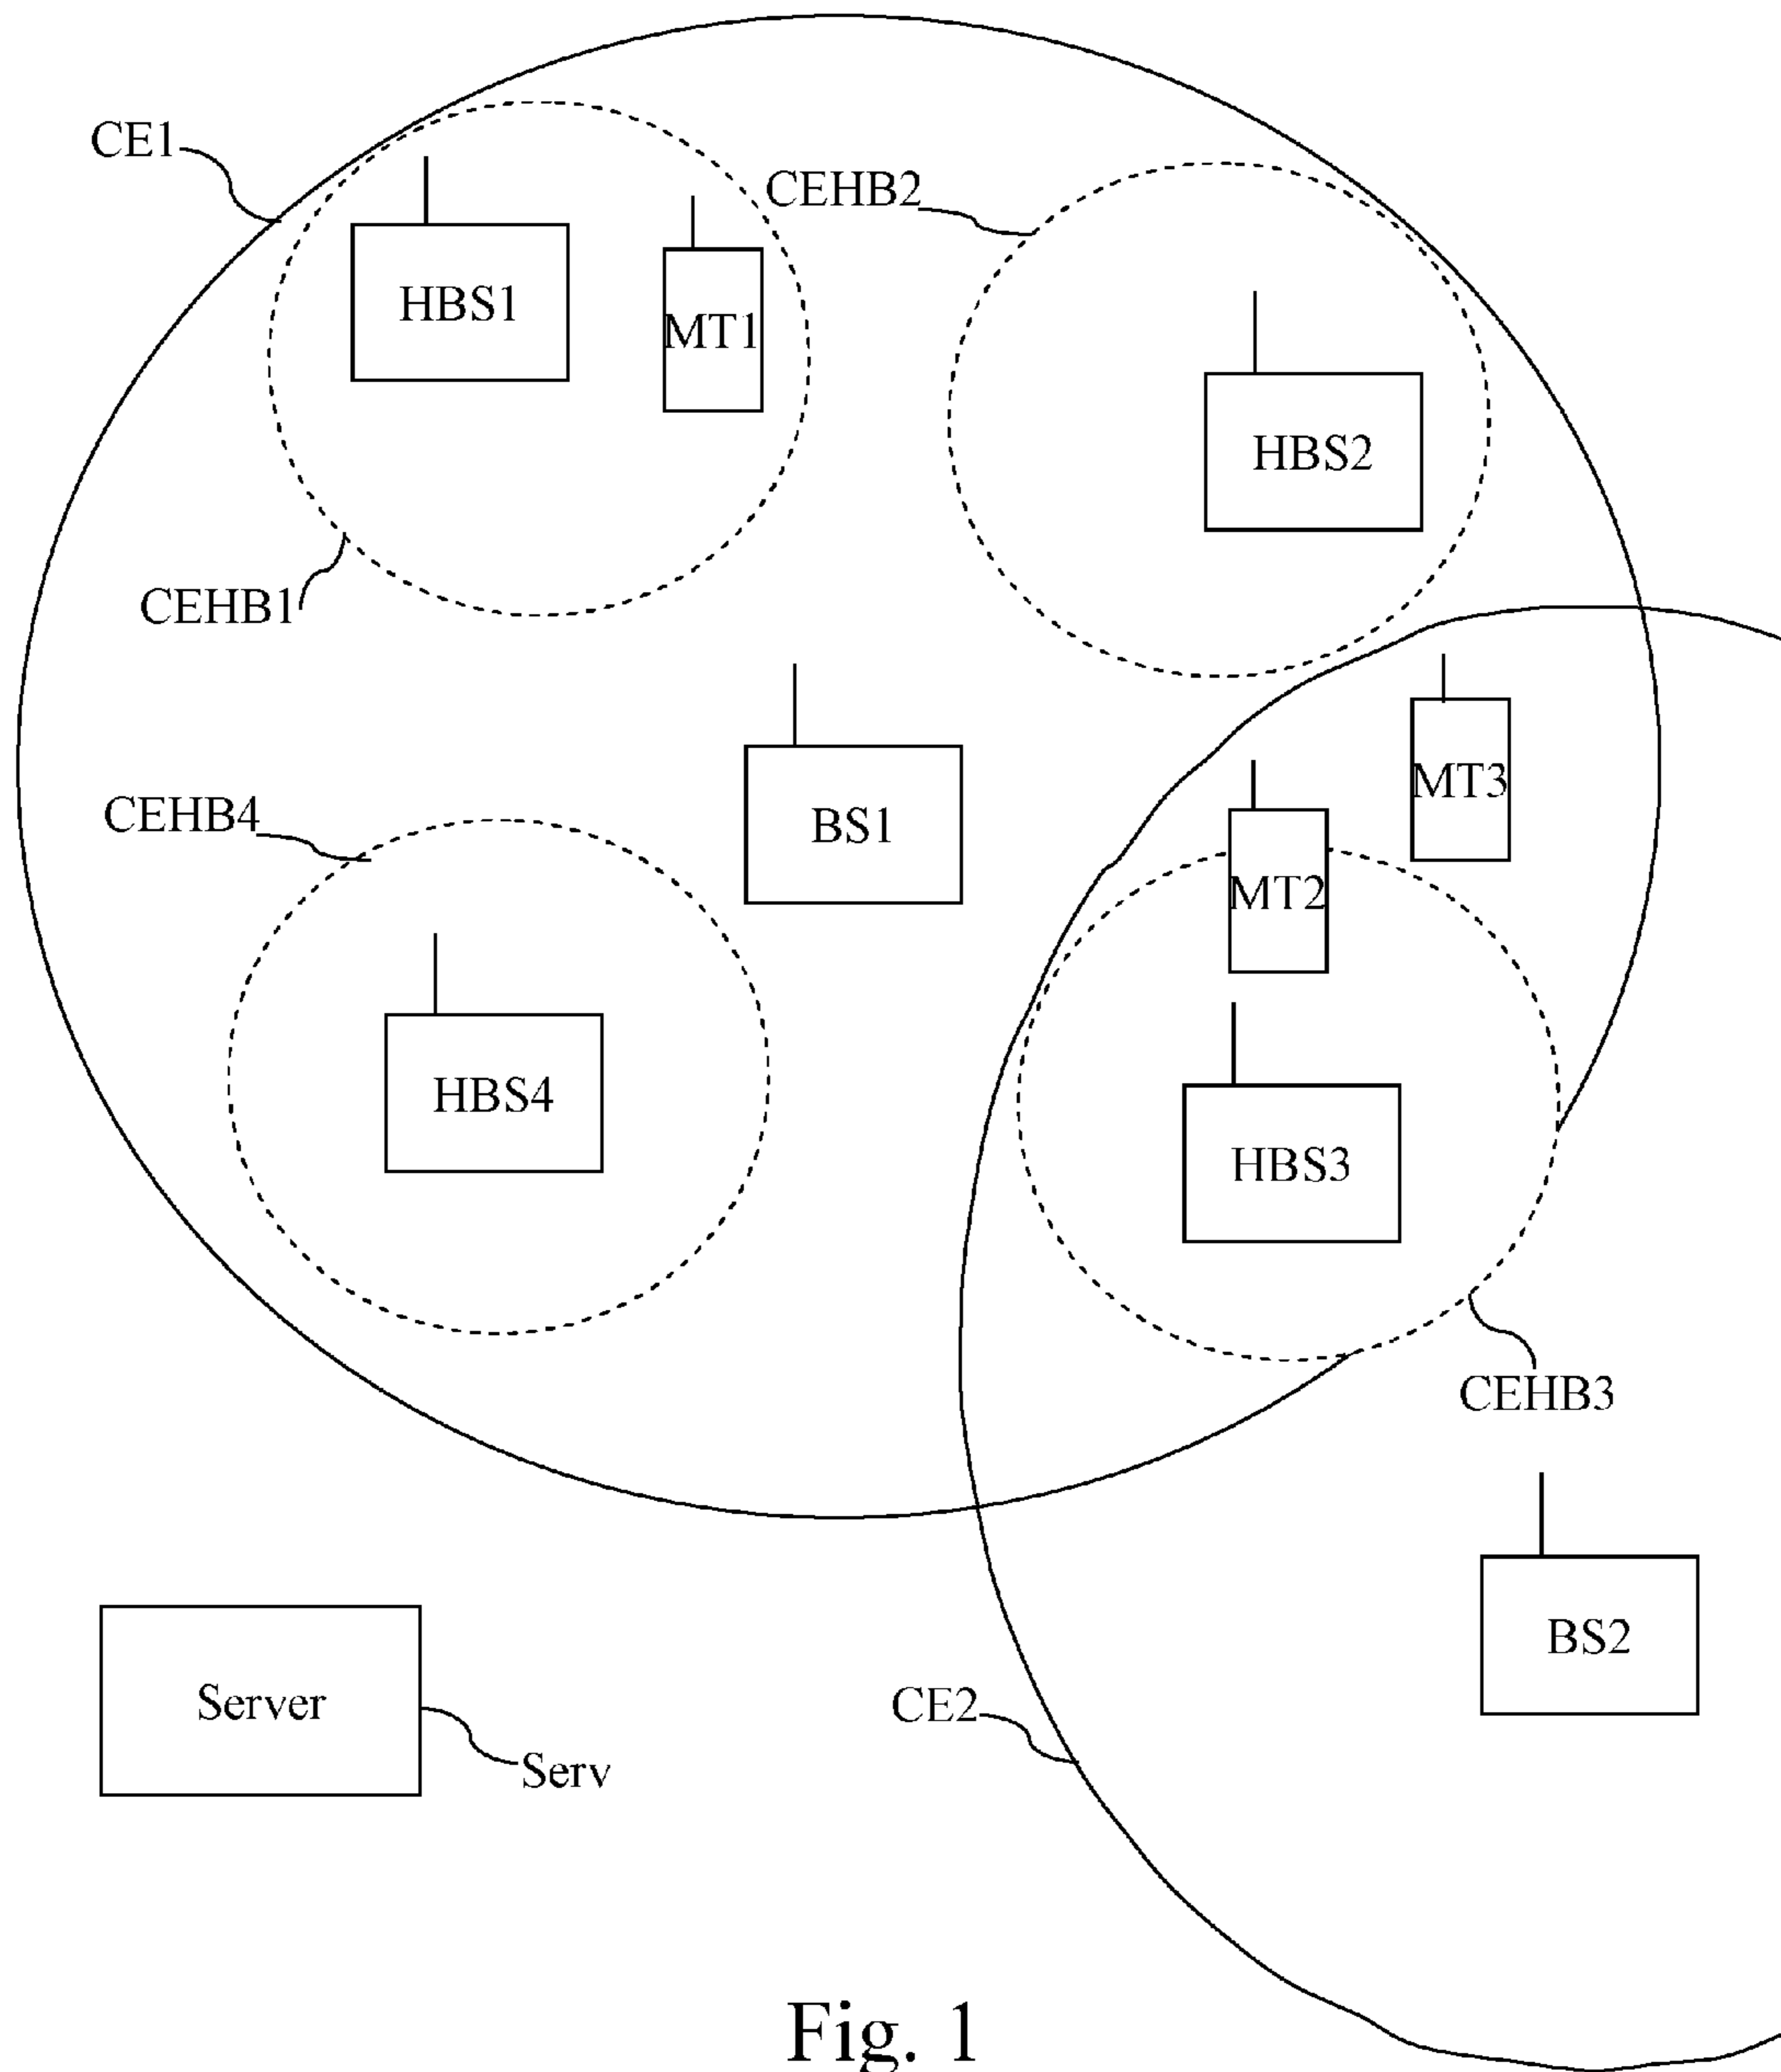 CE1
CEHB2
HBS1
MT1
HBS2
CEHB1
MT3
CEHB4
BS1
MT2
HBS4
HBS3
CEHB3
BS2
Server
CE2
Serv
Fig. 1